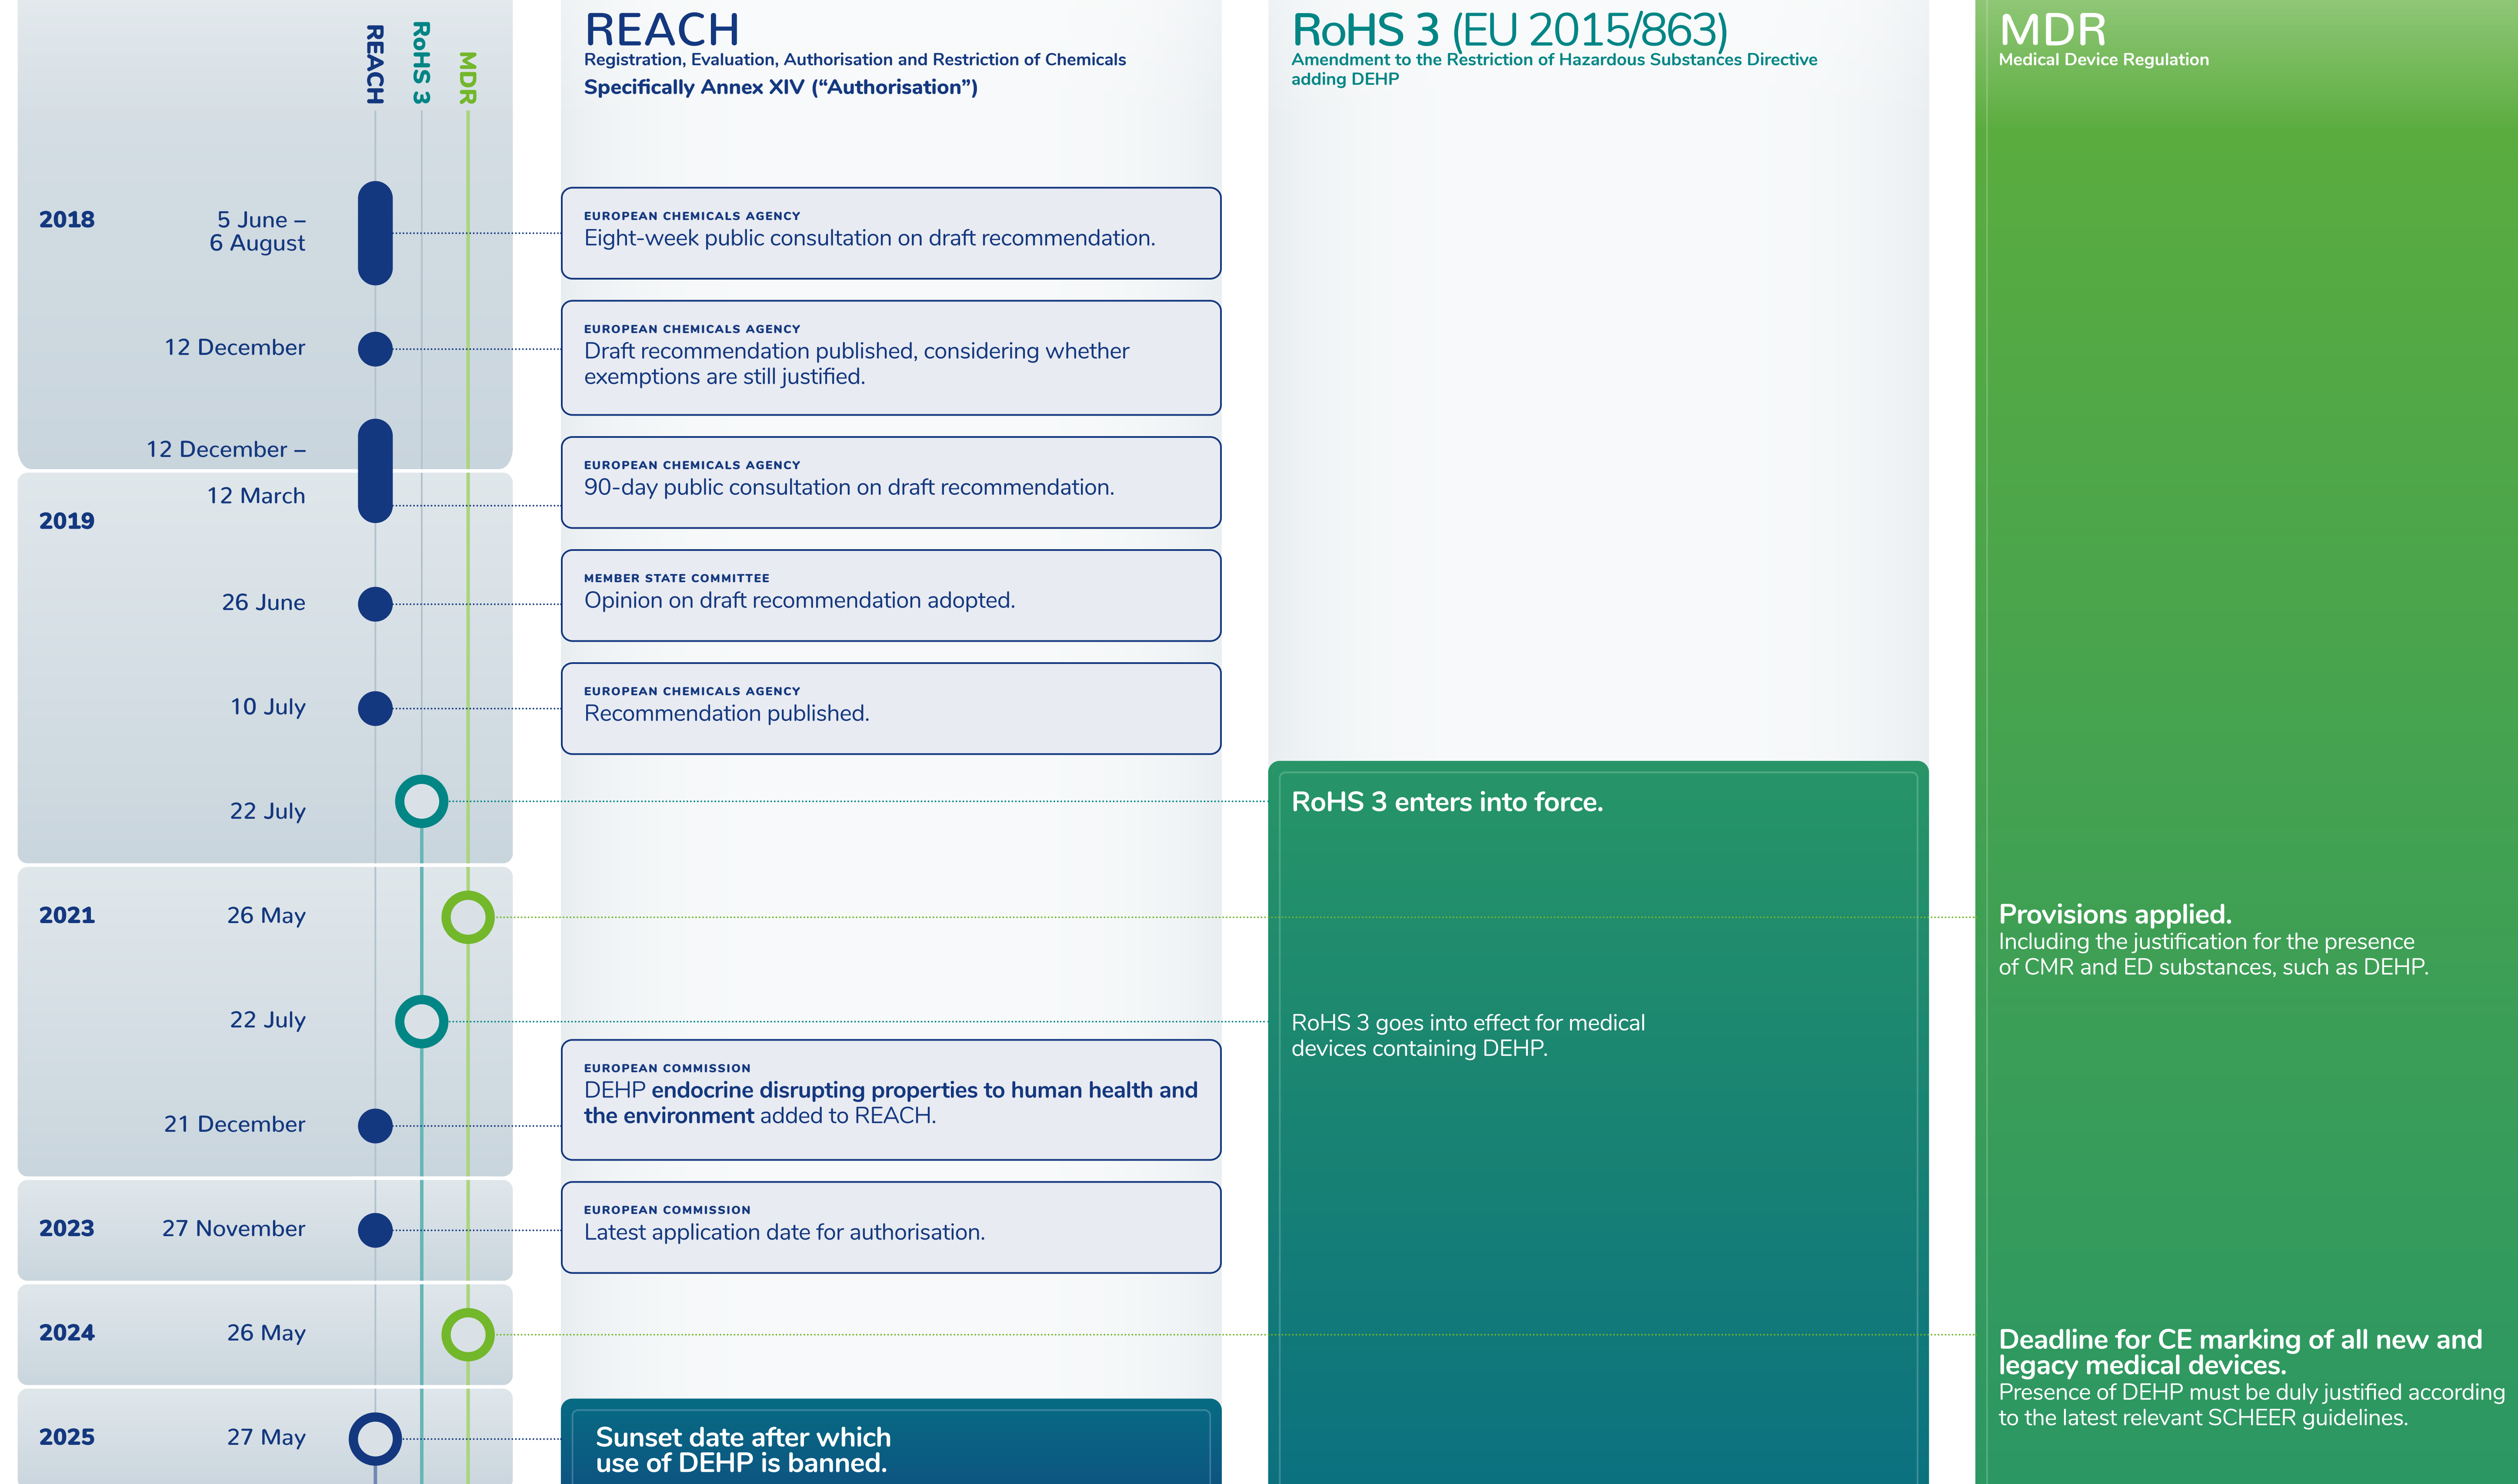 REACH
RoHS 3
MDR
REACH
Registration, Evaluation, Authorisation and Restriction of Chemicals
Specifically Annex XIV (“Authorisation”)
RoHS 3 (EU 2015/863)
Amendment to the Restriction of Hazardous Substances Directive
adding DEHP
MDR
Medical Device Regulation
2018
5 June –
6 August
EUROPEAN CHEMICALS AGENCY
Eight-week public consultation on draft recommendation.
12 December
EUROPEAN CHEMICALS AGENCY
Draft recommendation published, considering whether
exemptions are still justified.
12 December –
12 March
2019
EUROPEAN CHEMICALS AGENCY
90-day public consultation on draft recommendation.
26 June
MEMBER STATE COMMITTEE
Opinion on draft recommendation adopted.
10 July
EUROPEAN CHEMICALS AGENCY
Recommendation published.
22 July
RoHS 3 enters into force.
2021
26 May
Provisions applied.
Including the justification for the presence
of CMR and ED substances, such as DEHP.
22 July
RoHS 3 goes into effect for medical
devices containing DEHP.
21 December
EUROPEAN COMMISSION
DEHP endocrine disrupting properties to human health and
the environment added to REACH.
2023
27 November
EUROPEAN COMMISSION
Latest application date for authorisation.
2024
26 May
Deadline for CE marking of all new and
legacy medical devices.
Presence of DEHP must be duly justified according
to the latest relevant SCHEER guidelines.
2025
27 May
Sunset date after which
use of DEHP is banned.